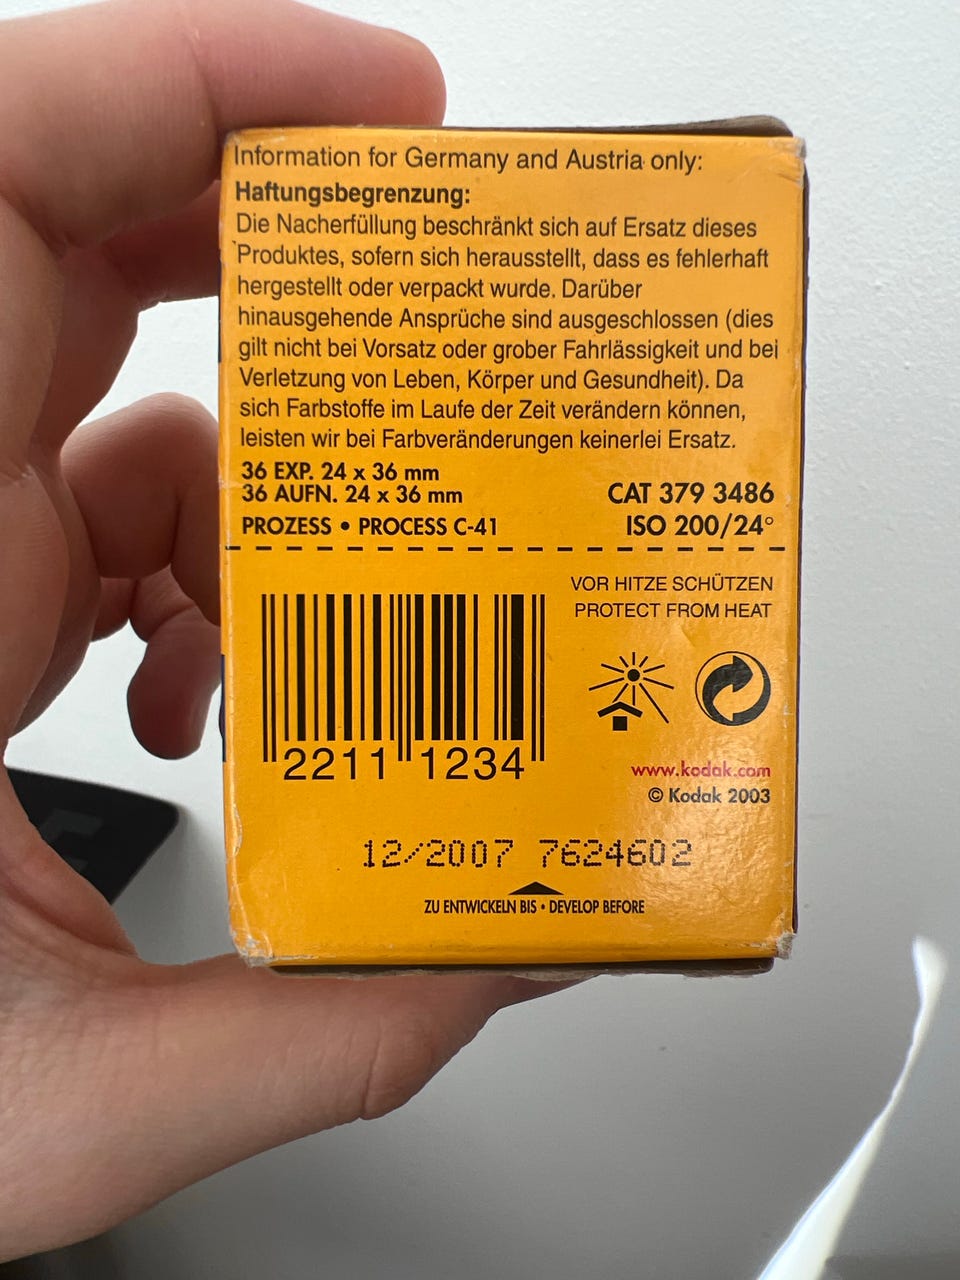 Information for Germany and Austria only:
Haftungsbegrenzung:
Die Nacherfüllung beschränkt sich auf Ersatz dieses
Produktes, sofern sich herausstellt, dass es fehlerhaft
hergestellt oder verpackt wurde. Darüber
hinausgehende Ansprüche sind ausgeschlossen (dies
gilt nicht bei Vorsatz oder grober Fahrlässigkeit und bei
Verletzung von Leben, Körper und Gesundheit). Da
sich Farbstoffe im Laufe der Zeit verändern können,
leisten wir bei Farbveränderungen keinerlei Ersatz.
36 EXP. 24 x 36 mm
36 AUFN. 24 x 36 mm
CAT 379 3486
PROZESS • PROCESS C-41
ISO 200/24°
VOR HITZE SCHÜTZEN
PROTECT FROM HEAT
2211 1234
www.kodak.com
© Kodak 2003
12/2007 7624602
ZU ENTWICKELN BIS • DEVELOP BEFORE